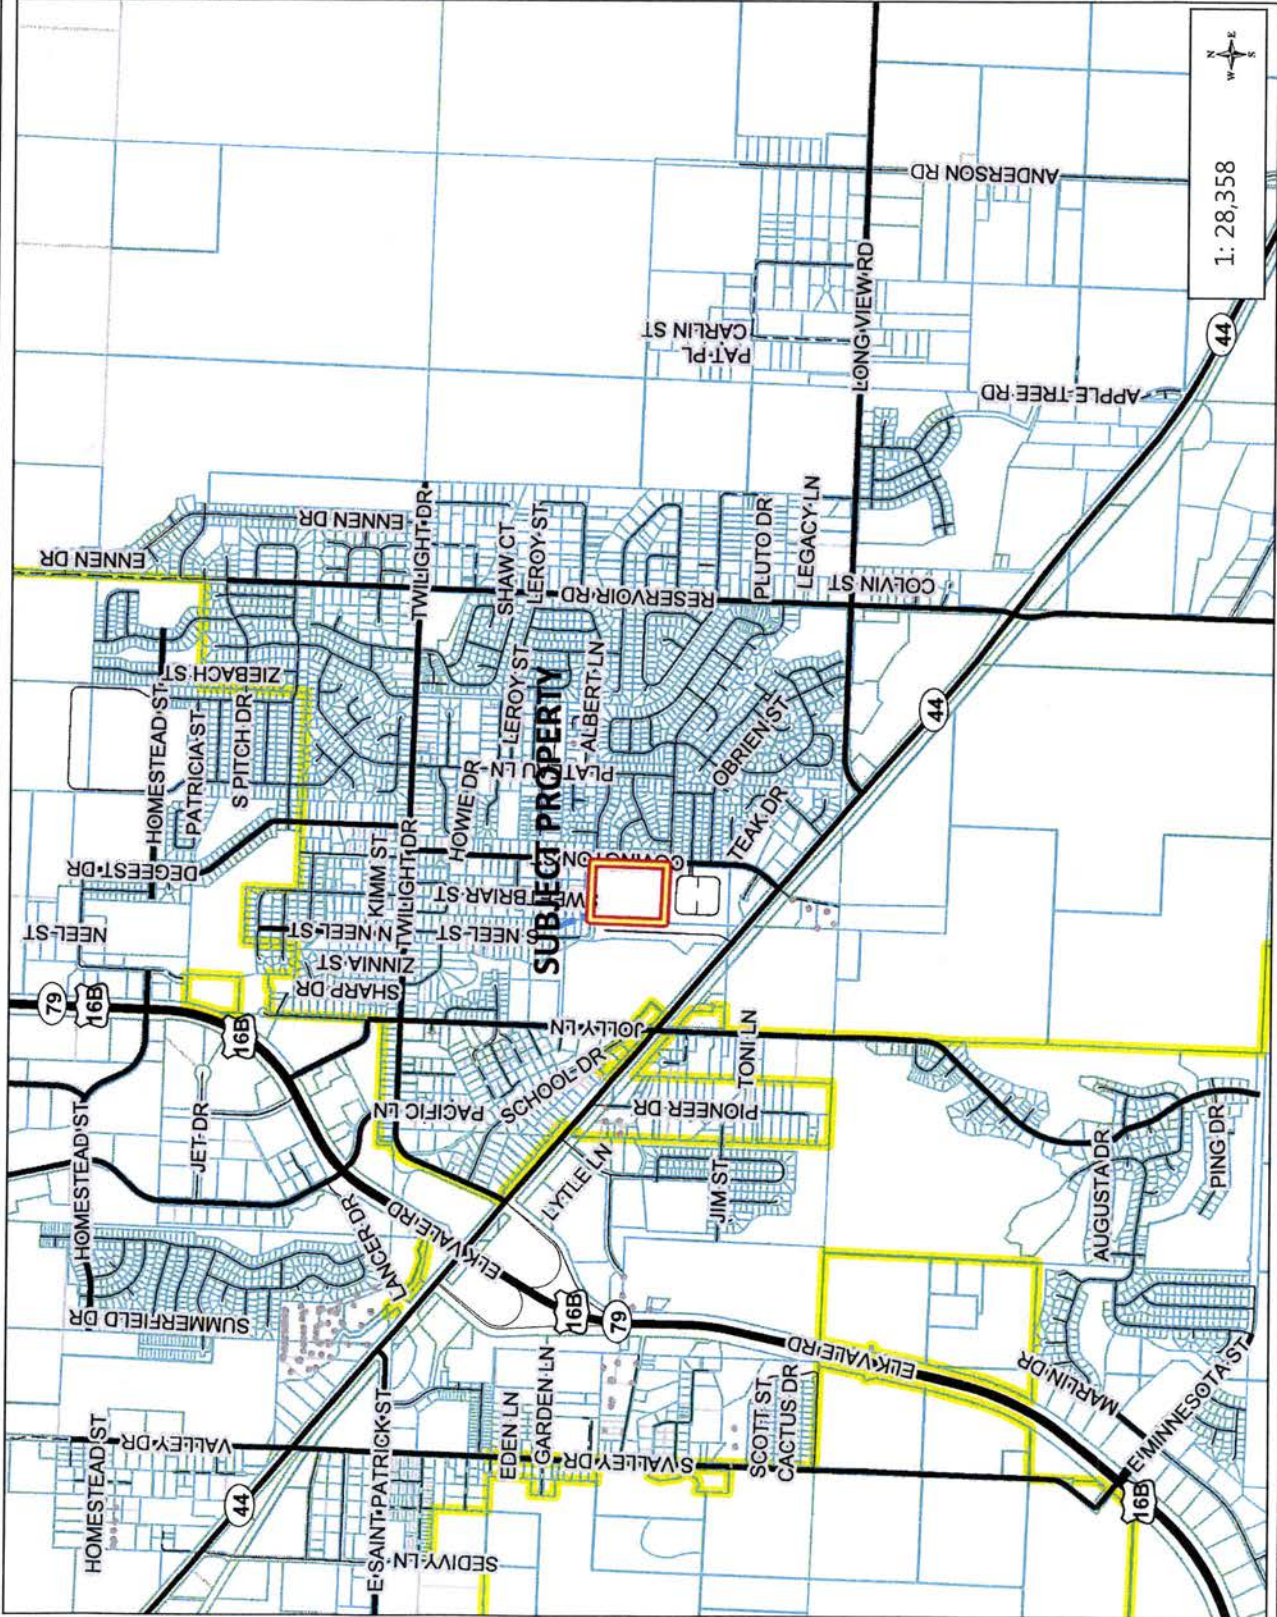 HOMESTEAD ST
VALLEY DR
44
E SAINT PATRICK ST
SEDIVY LN
EDEN LN
GARDEN LN
S VALLEY DR
SCOTT ST
CACTUS DR
16B
E MINNESOTA ST
MARLIN DR
HOMESTEAD ST
SUMMERFIELD DR
JET DR
LANCER DR
ELK VALE RD
16B
79
ELK VALE RD
LYTLE LN
JIM ST
AUGUSTA DR
PING DR
79
16B
16B
PACIFIC LN
SCHOOL DR
JOLLY LN
PIONEER DR
TONI LN
NEEL ST
SHARP DR
ZINNIA ST
N NEEL ST
KIMM ST
TWILIGHT DR
S NEEL ST
WESTBRIAR ST
DEGEEST DR
HOMESTEAD ST
PATRICIA ST
S PITCH DR
ZIEBACH ST
HOWIE DR
COVINGTON ST
SUBJECT PROPERTY
PLATEAU LN
LEROY ST
ALBERT LN
TEAK DR
OBRIEN ST
44
ENNEN DR
ENNEN DR
TWILIGHT DR
SHAW CT
LEROY ST
RESERVOIR RD
PLUTO DR
LEGACY LN
COLVIN ST
LONG VIEW RD
PAT PL
CARLIN ST
APPLE TREE RD
ANDERSON RD
44
1: 28,358
N
W
E
S